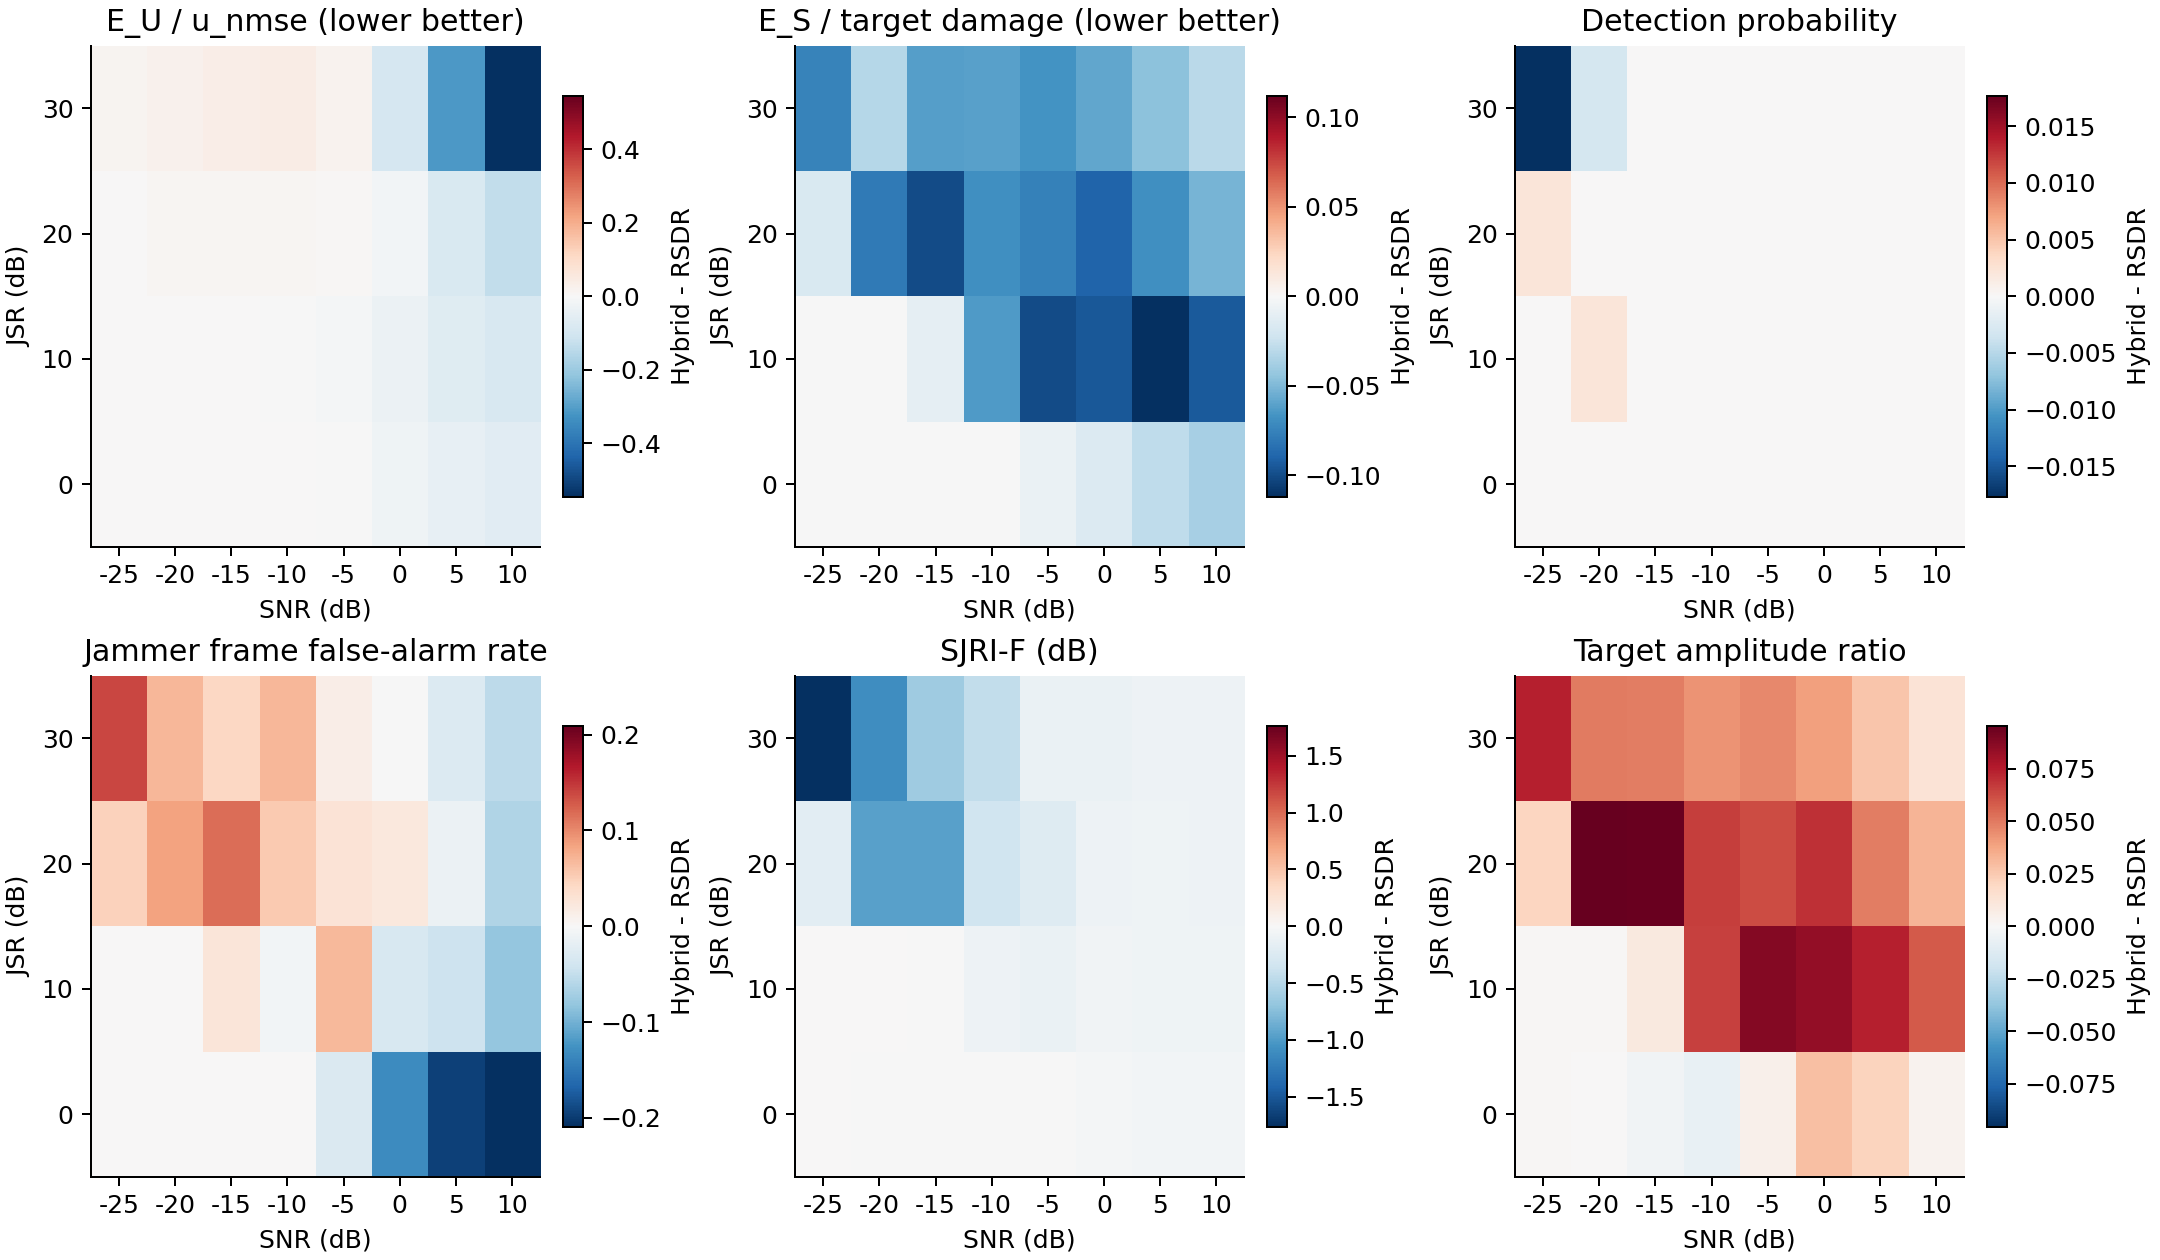 E_U / u_nmse (lower better)
30
20
10
0
JSR (dB)
-25 -20 -15 -10 -5 0 5 10
SNR (dB)
0.4
0.2
0.0
−0.2
−0.4
Hybrid - RSDR
E_S / target damage (lower better)
30
20
10
0
JSR (dB)
-25 -20 -15 -10 -5 0 5 10
SNR (dB)
0.10
0.05
0.00
−0.05
−0.10
Hybrid - RSDR
Detection probability
30
20
10
0
JSR (dB)
-25 -20 -15 -10 -5 0 5 10
SNR (dB)
0.015
0.010
0.005
0.000
−0.005
−0.010
−0.015
Hybrid - RSDR
Jammer frame false-alarm rate
30
20
10
0
JSR (dB)
-25 -20 -15 -10 -5 0 5 10
SNR (dB)
0.2
0.1
0.0
−0.1
−0.2
Hybrid - RSDR
SJRI-F (dB)
30
20
10
0
JSR (dB)
-25 -20 -15 -10 -5 0 5 10
SNR (dB)
1.5
1.0
0.5
0.0
−0.5
−1.0
−1.5
Hybrid - RSDR
Target amplitude ratio
30
20
10
0
JSR (dB)
-25 -20 -15 -10 -5 0 5 10
SNR (dB)
0.075
0.050
0.025
0.000
−0.025
−0.050
−0.075
Hybrid - RSDR